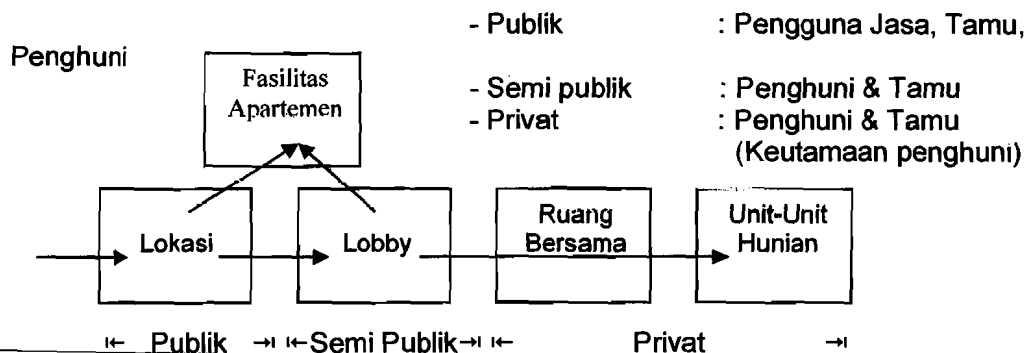 - Publik : Pengguna Jasa, Tamu,
Penghuni
- Semi publik : Penghuni & Tamu
- Privat : Penghuni & Tamu
(Keutamaan penghuni)
Fasilitas
Apartemen
Lokasi
Lobby
Ruang
Bersama
Unit-Unit
Hunian
Publik
Semi Publik
Privat